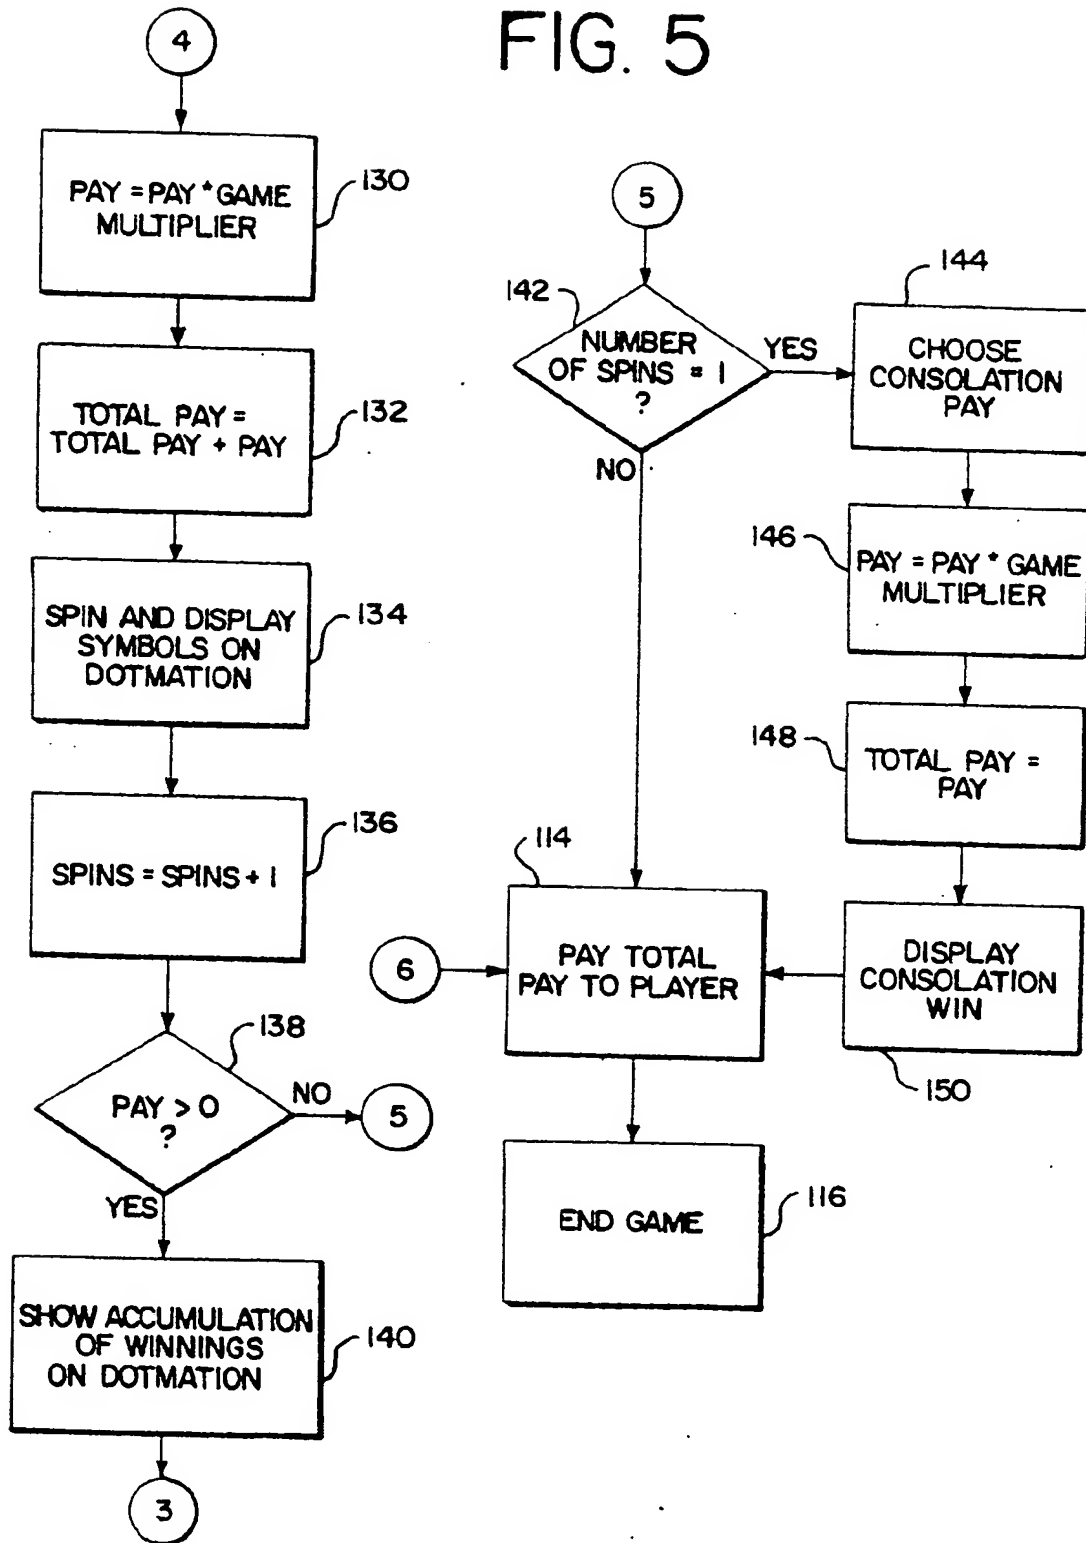 FIG. 5
4
PAY = PAY * GAME
MULTIPLIER
130
TOTAL PAY =
TOTAL PAY + PAY
132
SPIN AND DISPLAY
SYMBOLS ON
DOTMATION
134
SPINS = SPINS + 1
136
138
PAY > 0
?
NO
5
YES
SHOW ACCUMULATION
OF WINNINGS
ON DOTMATION
140
3
5
142
NUMBER
OF SPINS = 1
?
YES
NO
144
CHOOSE
CONSOLATION
PAY
146
PAY = PAY * GAME
MULTIPLIER
148
TOTAL PAY =
PAY
DISPLAY
CONSOLATION
WIN
150
114
6
PAY TOTAL
PAY TO PLAYER
END GAME
116